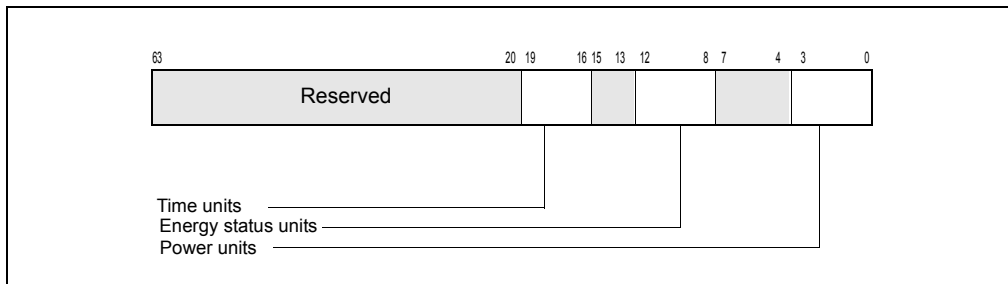 63 20 19 16 15 13 12 8 7 4 3 0
Reserved
Time units
Energy status units
Power units